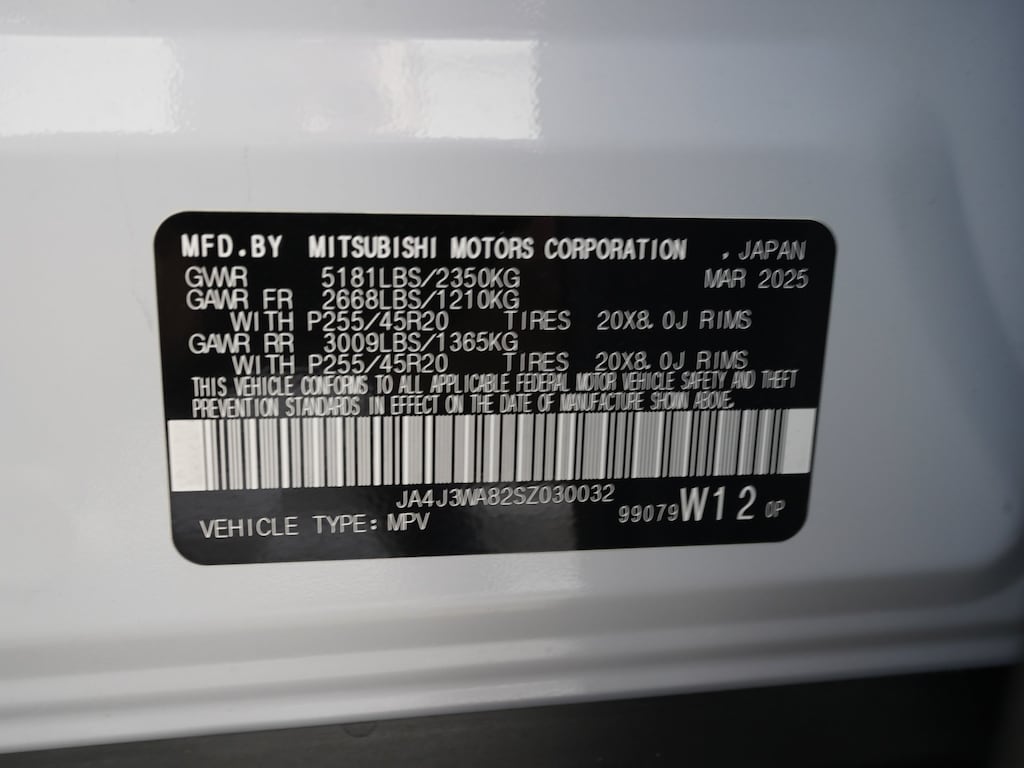 MFD.BY MITSUBISHI MOTORS CORPORATION , JAPAN
GVWR 5181LBS/2350KG MAR 2025
GAWR FR 2668LBS/1210KG
WITH P255/45R20 TIRES 20X8.0J RIMS
GAWR RR 3009LBS/1365KG
WITH P255/45R20 TIRES 20X8.0J RIMS
THIS VEHICLE CONFORMS TO ALL APPLICABLE FEDERAL MOTOR VEHICLE SAFETY AND THEFT
PREVENTION STANDARDS IN EFFECT ON THE DATE OF MANUFACTURE SHOWN ABOVE.
JA4J3WA82SZ030032
VEHICLE TYPE: MPV 99079 W12 0P